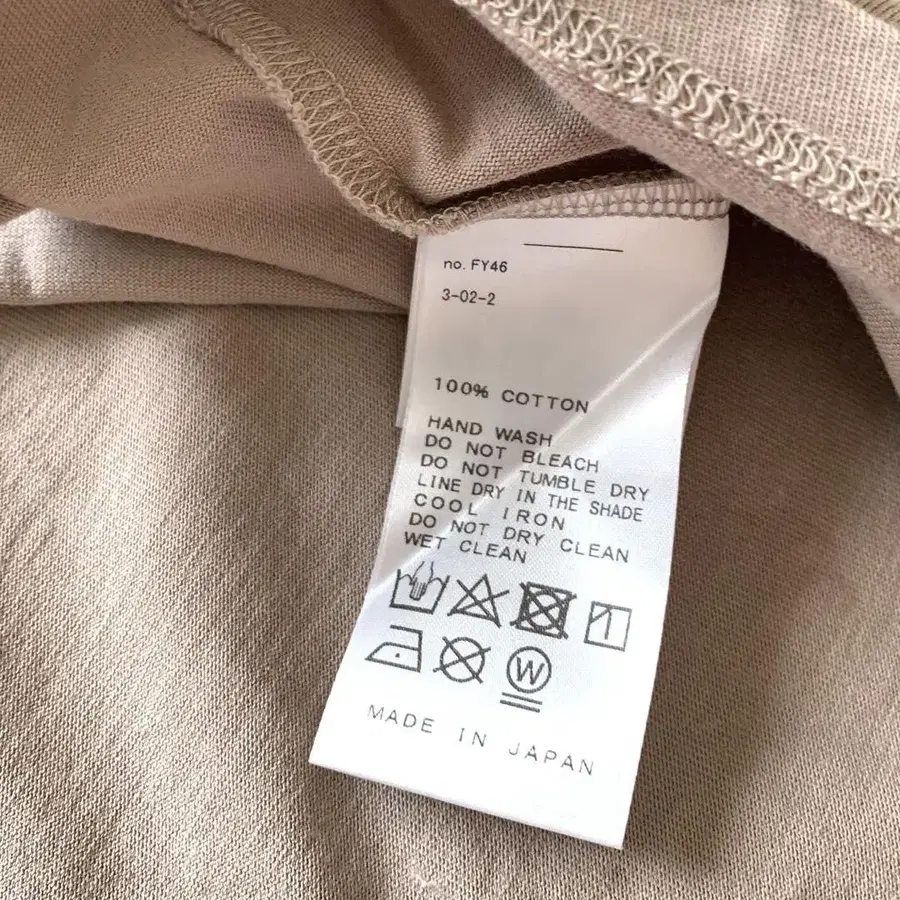 no. FY46
3-02-2
100% COTTON
HAND WASH
DO NOT BLEACH
DO NOT TUMBLE DRY
LINE DRY IN THE SHADE
COOL IRON
DO NOT DRY CLEAN
WET CLEAN
W
MADE IN JAPAN